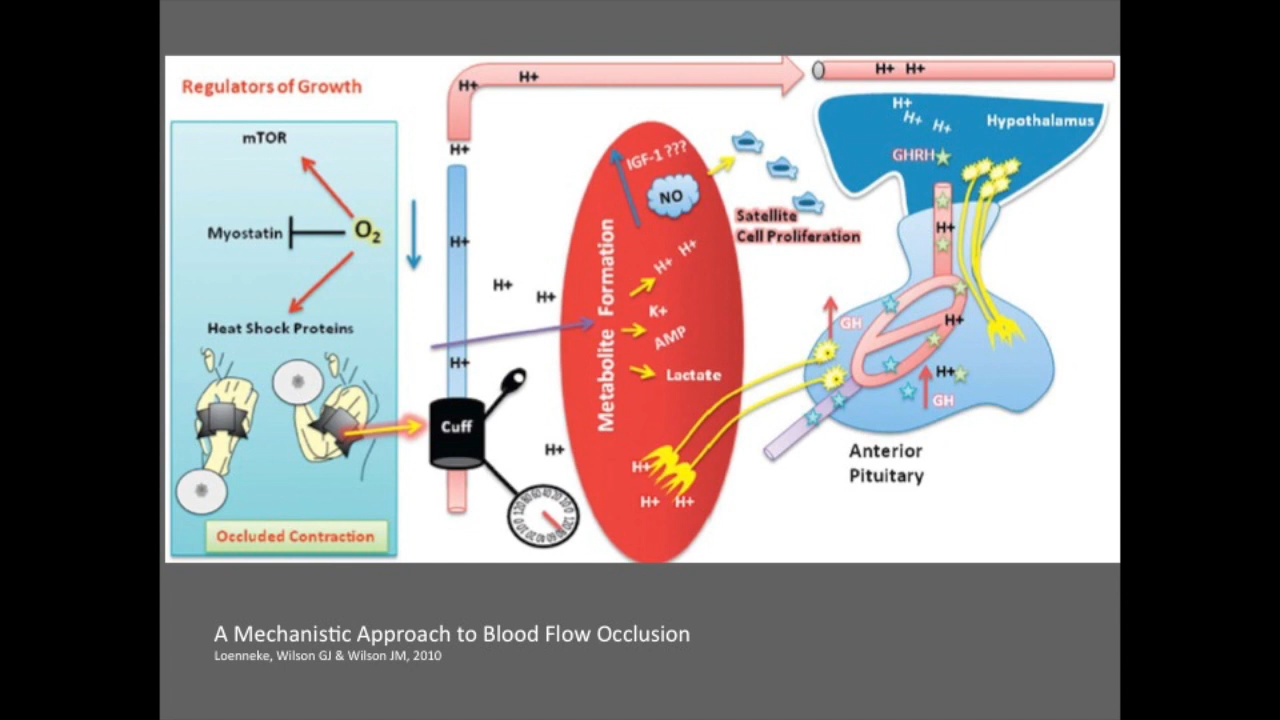 Regulators of Growth
mTOR
Myostatin
O₂
Heat Shock Proteins
Occluded Contraction
H+
H+
H+
H+
H+
H+
H+
H+
Cuff
H+
Metabolite Formation
IGF-1 ???
NO
H+ H+
K+
AMP
Lactate
H+
H+ H+
Satellite
Cell Proliferation
H+ H+
H+
H+ H+
Hypothalamus
GHRH
H+
H+
GH
H+
GH
Anterior
Pituitary
A Mechanistic Approach to Blood Flow Occlusion
Loenneke, Wilson GJ & Wilson JM, 2010